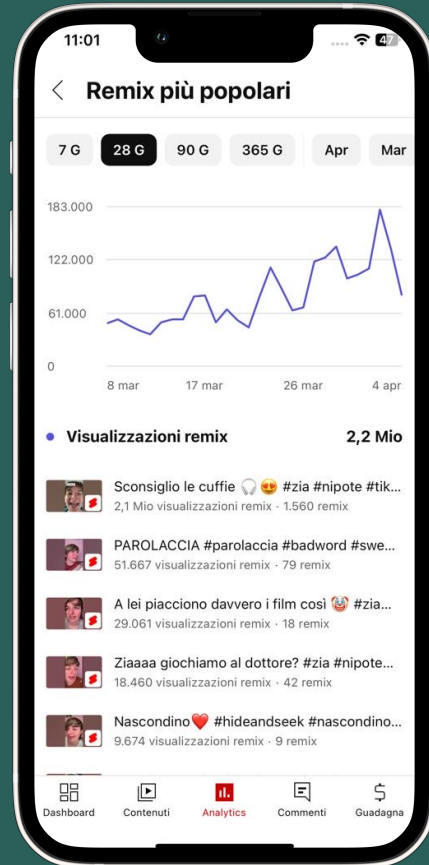 11:01
47
Remix più popolari
7 G 28 G 90 G 365 G Apr Mar
183.000
122.000
61.000
0
8 mar 17 mar 26 mar 4 apr
Visualizzazioni remix 2,2 Mio
Sconsiglio le cuffie 🎧 😍 #zia #nipote #tik...
2,1 Mio visualizzazioni remix · 1.560 remix
PAROLACCIA #parolaccia #badword #swe...
51.667 visualizzazioni remix · 79 remix
A lei piacciono davvero i film così 🤡 #zia...
29.061 visualizzazioni remix · 18 remix
Ziaaaa giochiamo al dottore? #zia #nipote...
18.460 visualizzazioni remix · 42 remix
Nascondino❤️ #hideandseek #nascondino...
9.674 visualizzazioni remix · 9 remix
Dashboard Contenuti Analytics Commenti Guadagna